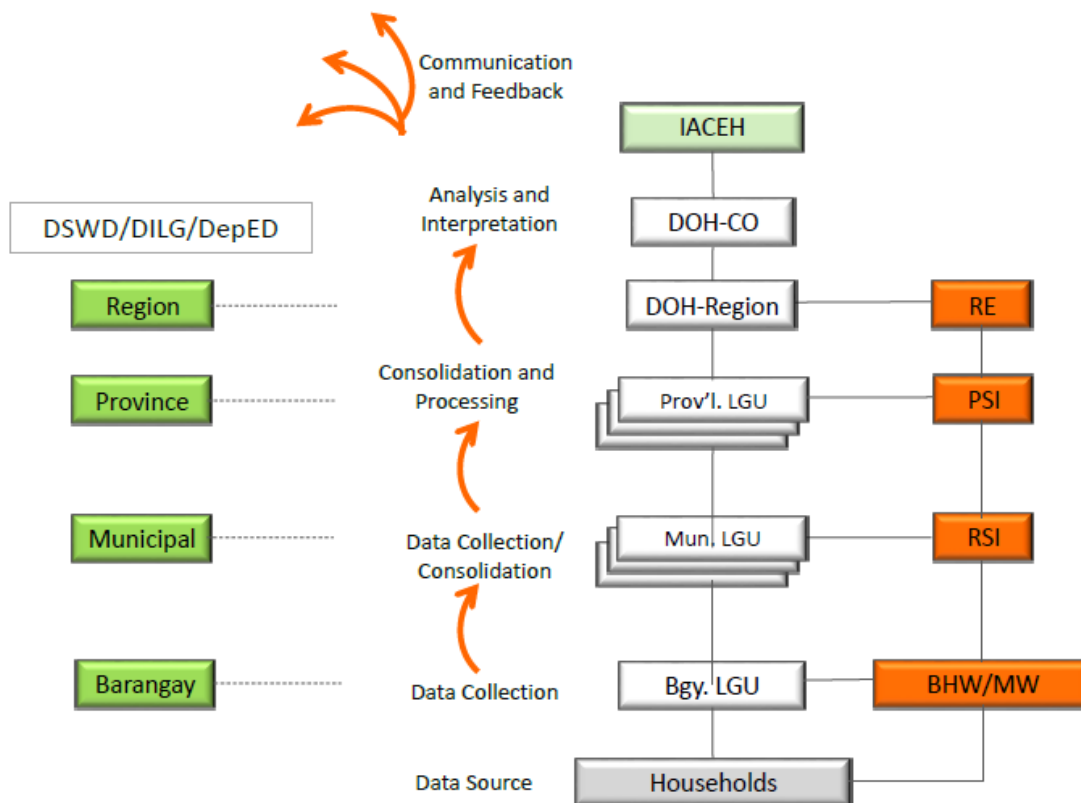 Communication
and Feedback
IACEH
Analysis and
Interpretation
DSWD/DILG/DepED
DOH-CO
Region
DOH-Region
RE
Consolidation and
Processing
Province
Prov'l. LGU
PSI
Municipal
Data Collection/
Consolidation
Mun. LGU
RSI
Barangay
Data Collection
Bgy. LGU
BHW/MW
Data Source
Households